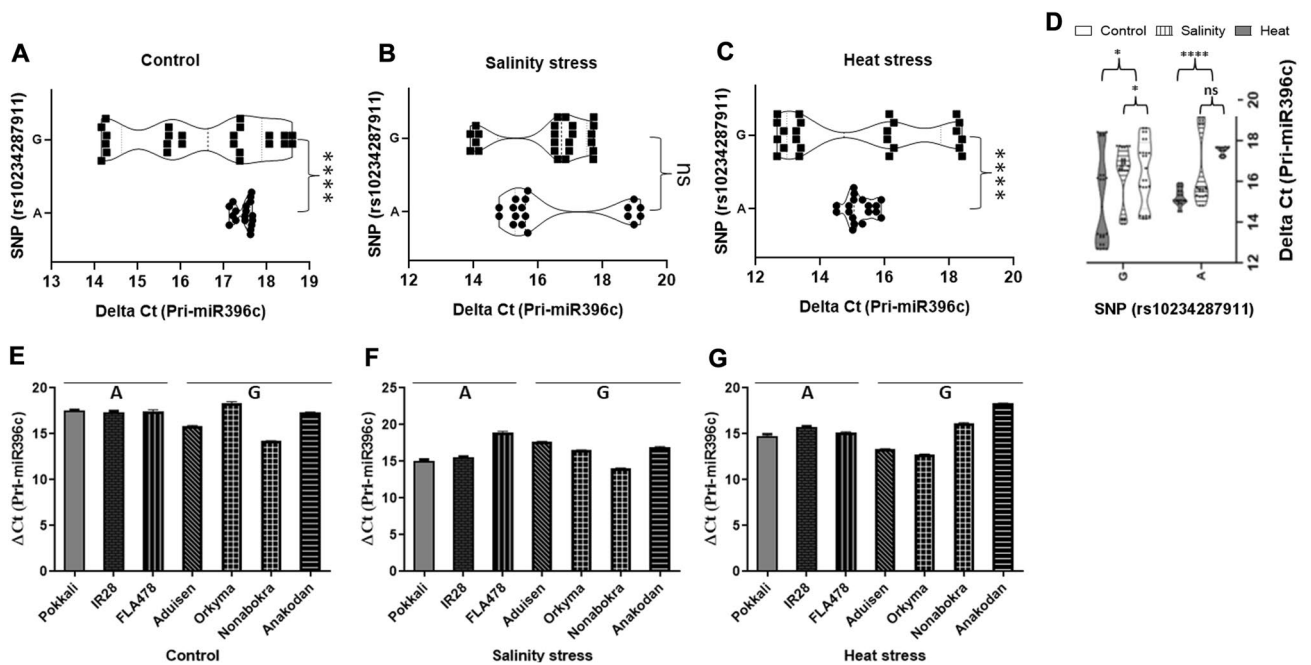 A
Control
SNP (rs10234287911)
G
A
****
14 15 16 17 18 19
Delta Ct (Pri-miR396c)
B
Salinity stress
SNP (rs10234287911)
G
A
ns
12 14 16 18 20
Delta Ct (Pri-miR396c)
C
Heat stress
SNP (rs10234287911)
G
A
****
12 14 16 18 20
Delta Ct (Pri-miR396c)
D
Control Salinity Heat
* ****
* ns
20
18
16
14
12
Delta Ct (Pri-miR396c)
G A
SNP (rs10234287911)
E
A G
20
15
10
5
0
ΔCt (Pri-miR396c)
Pokkali IR28 FLA478 Aduisen Orkyma Nonabokra Anakodan
Control
F
A G
25
20
15
10
5
0
ΔCt (Pri-miR396c)
Pokkali IR28 FLA478 Aduisen Orkyma Nonabokra Anakodan
Salinity stress
G
A G
20
15
10
5
0
ΔCt (Pri-miR396c)
Pokkali IR28 FLA478 Aduisen Orkyma Nonabokra Anakodan
Heat stress